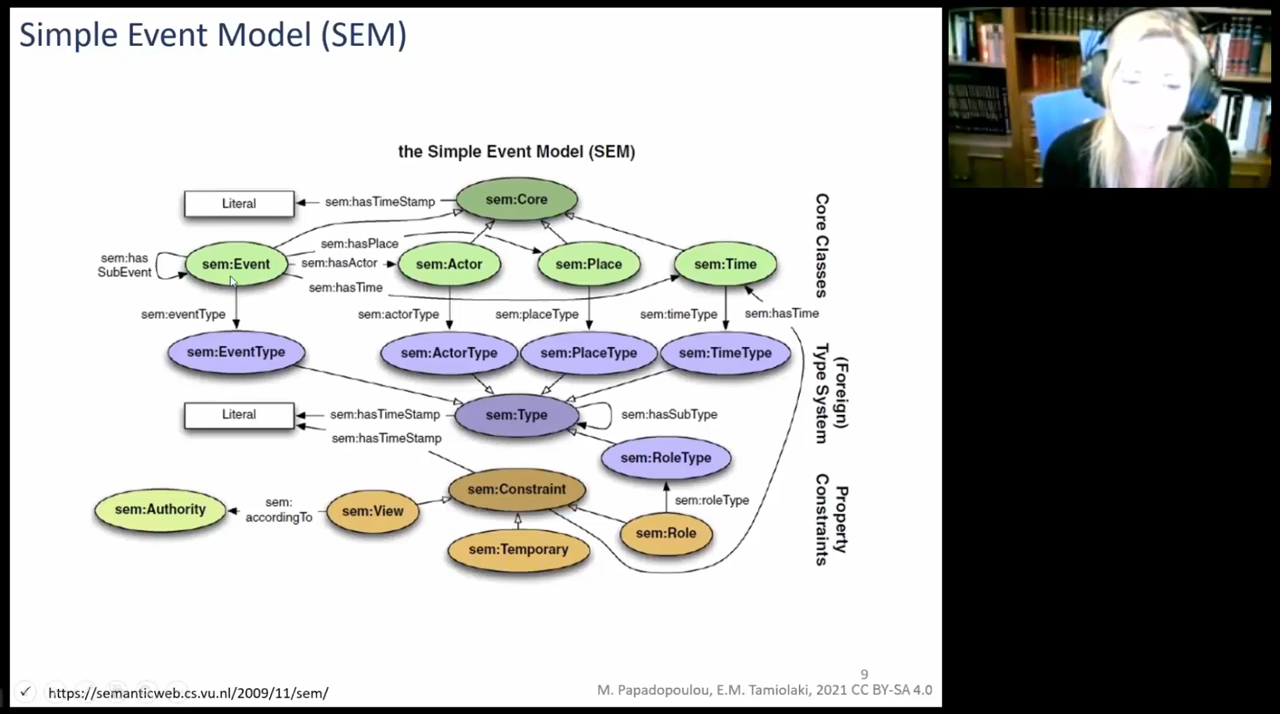 Simple Event Model (SEM)
the Simple Event Model (SEM)
Literal
sem:hasTimeStamp
sem:Core
sem:hasPlace
sem:has
SubEvent
sem:Event
sem:hasActor
sem:Actor
sem:Place
sem:Time
sem:hasTime
Core Classes
sem:eventType
sem:actorType
sem:placeType
sem:timeType
sem:hasTime
sem:EventType
sem:ActorType
sem:PlaceType
sem:TimeType
(Foreign)
Type System
Literal
sem:hasTimeStamp
sem:Type
sem:hasSubType
sem:hasTimeStamp
sem:RoleType
sem:Constraint
sem:roleType
Property
Constraints
sem:Authority
sem:
accordingTo
sem:View
sem:Role
sem:Temporary
9
https://semanticweb.cs.vu.nl/2009/11/sem/
M. Papadopoulou, E.M. Tamiolaki, 2021 CC BY-SA 4.0